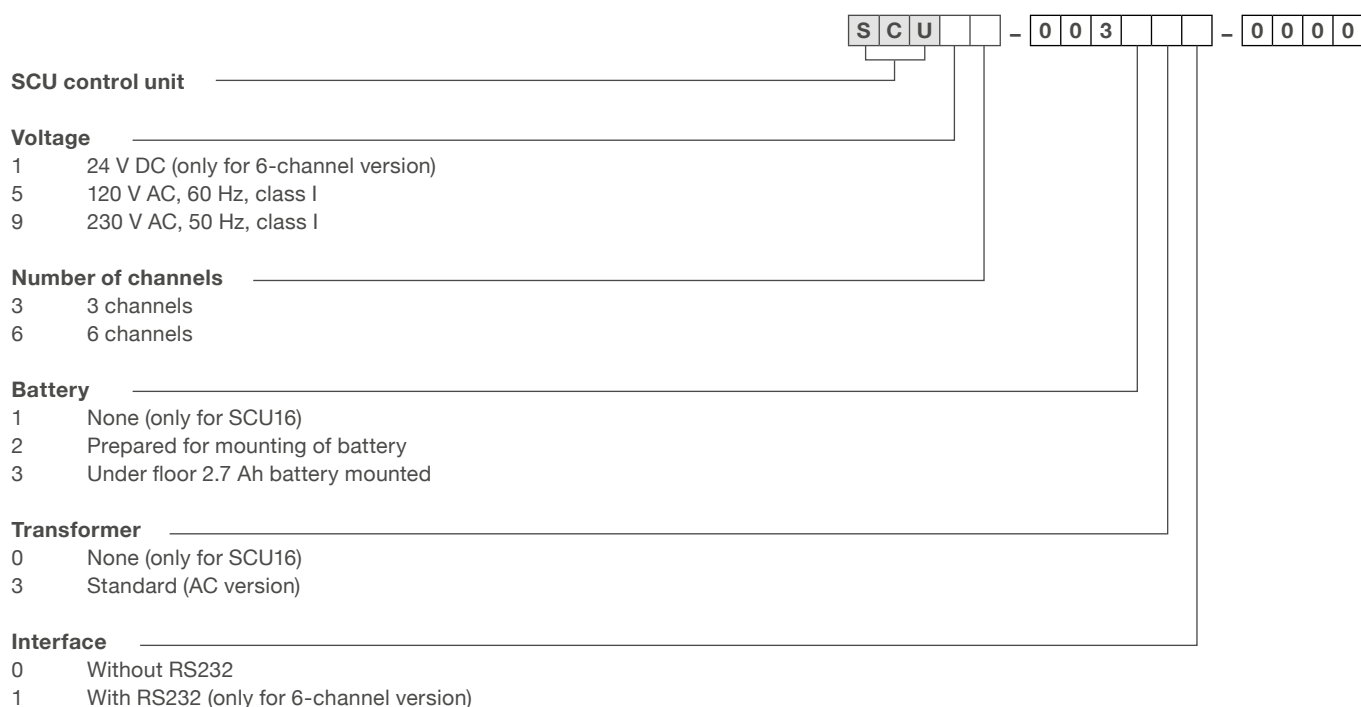 S C U – 0 0 3 – 0 0 0 0
SCU control unit
Voltage
1 24 V DC (only for 6-channel version)
5 120 V AC, 60 Hz, class I
9 230 V AC, 50 Hz, class I
Number of channels
3 3 channels
6 6 channels
Battery
1 None (only for SCU16)
2 Prepared for mounting of battery
3 Under floor 2.7 Ah battery mounted
Transformer
0 None (only for SCU16)
3 Standard (AC version)
Interface
0 Without RS232
1 With RS232 (only for 6-channel version)